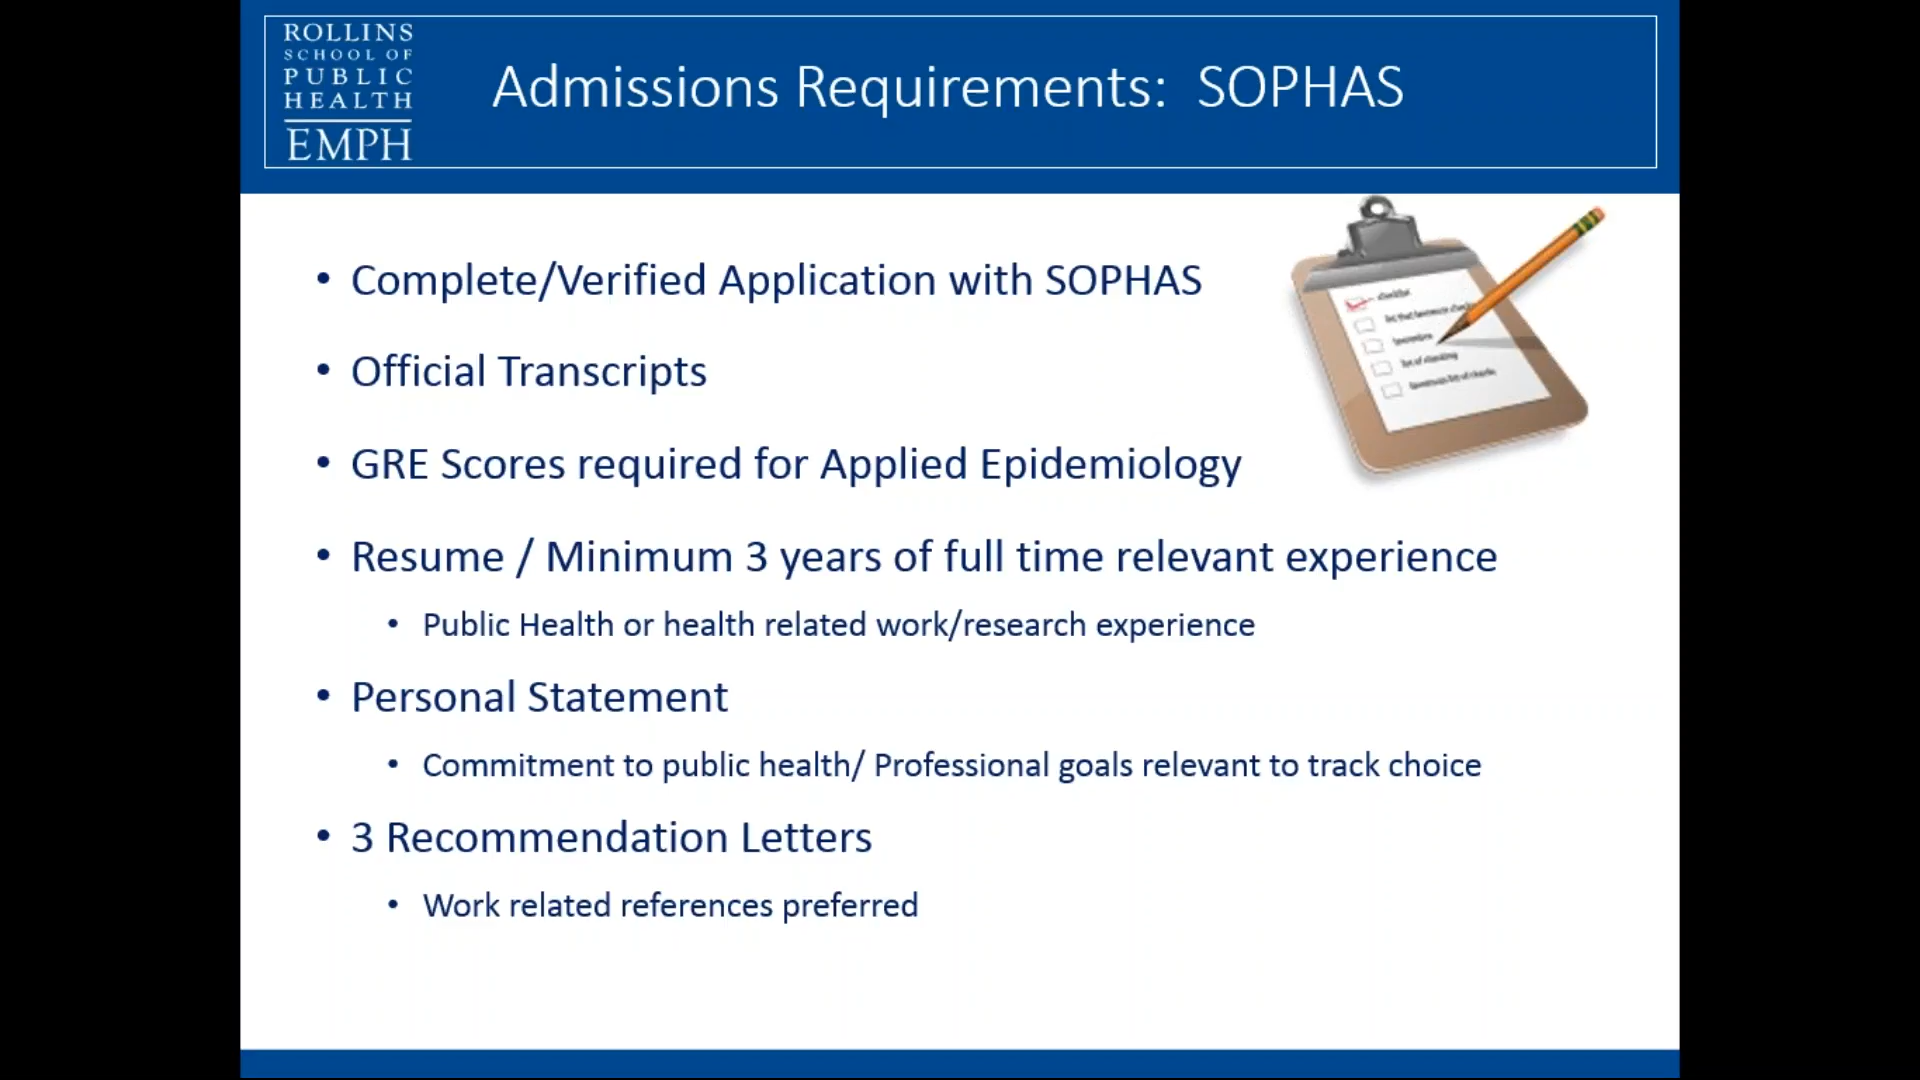 ROLLINS
SCHOOL OF
PUBLIC
HEALTH
EMPH
Admissions Requirements: SOPHAS
• Complete/Verified Application with SOPHAS
• Official Transcripts
• GRE Scores required for Applied Epidemiology
• Resume / Minimum 3 years of full time relevant experience
• Public Health or health related work/research experience
• Personal Statement
• Commitment to public health/ Professional goals relevant to track choice
• 3 Recommendation Letters
• Work related references preferred
checklist